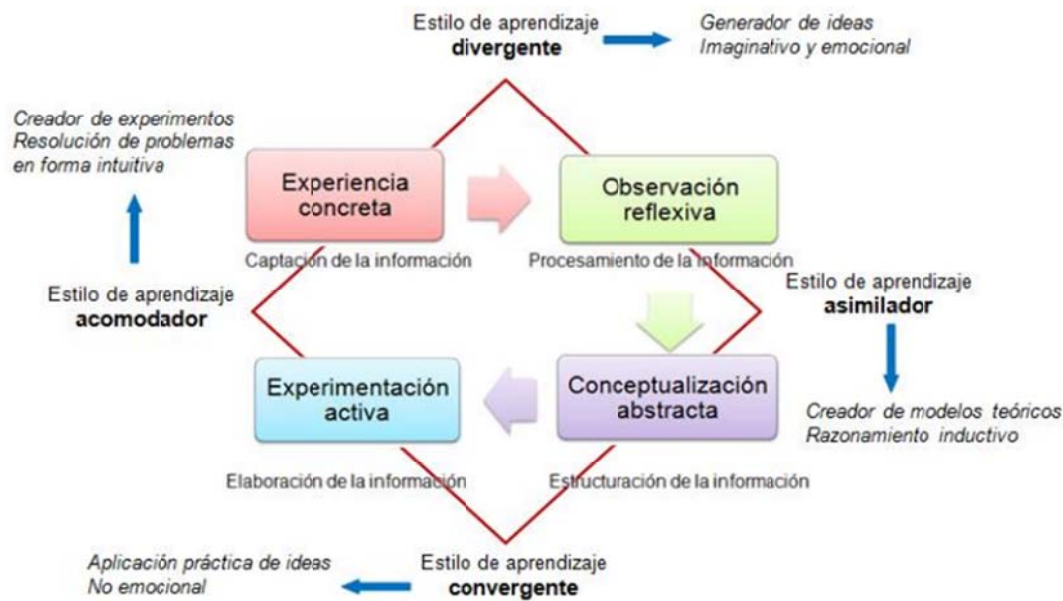 Estilo de aprendizaje
divergente
Generador de ideas
Imaginativo y emocional
Creador de experimentos
Resolución de problemas
en forma intuitiva
Experiencia
concreta
Observación
reflexiva
Captación de la información
Procesamiento de la información
Estilo de aprendizaje
acomodador
Estilo de aprendizaje
asimilador
Experimentación
activa
Conceptualización
abstracta
Creador de modelos teóricos
Razonamiento inductivo
Elaboración de la información
Estructuración de la información
Aplicación práctica de ideas
No emocional
Estilo de aprendizaje
convergente